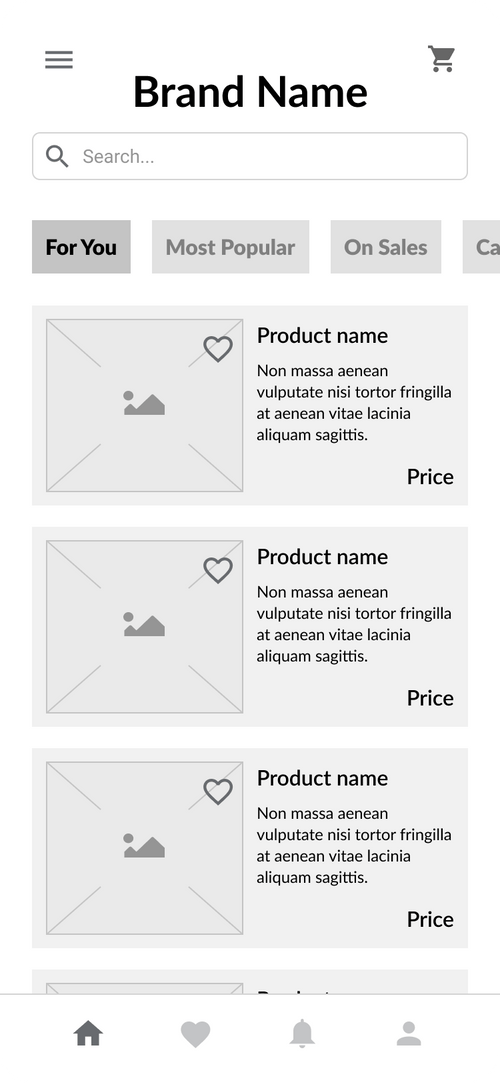 Brand Name
Search...
For You
Most Popular
On Sales
Ca
Product name
Non massa aenean
vulputate nisi tortor fringilla
at aenean vitae lacinia
aliquam sagittis.
Price
Product name
Non massa aenean
vulputate nisi tortor fringilla
at aenean vitae lacinia
aliquam sagittis.
Price
Product name
Non massa aenean
vulputate nisi tortor fringilla
at aenean vitae lacinia
aliquam sagittis.
Price